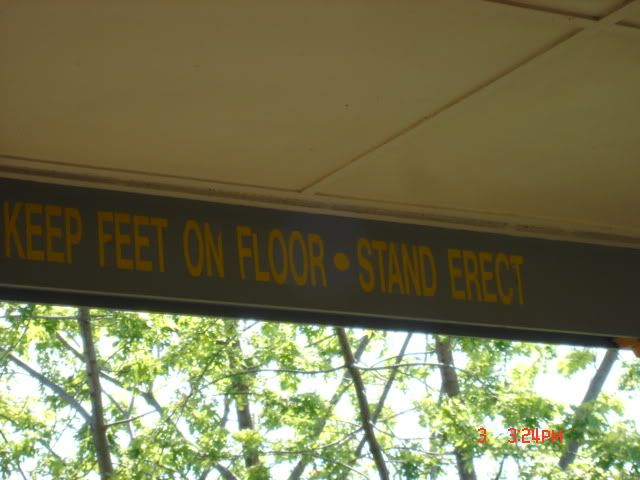 KEEP FEET ON FLOOR • STAND ERECT
3 3:24PM